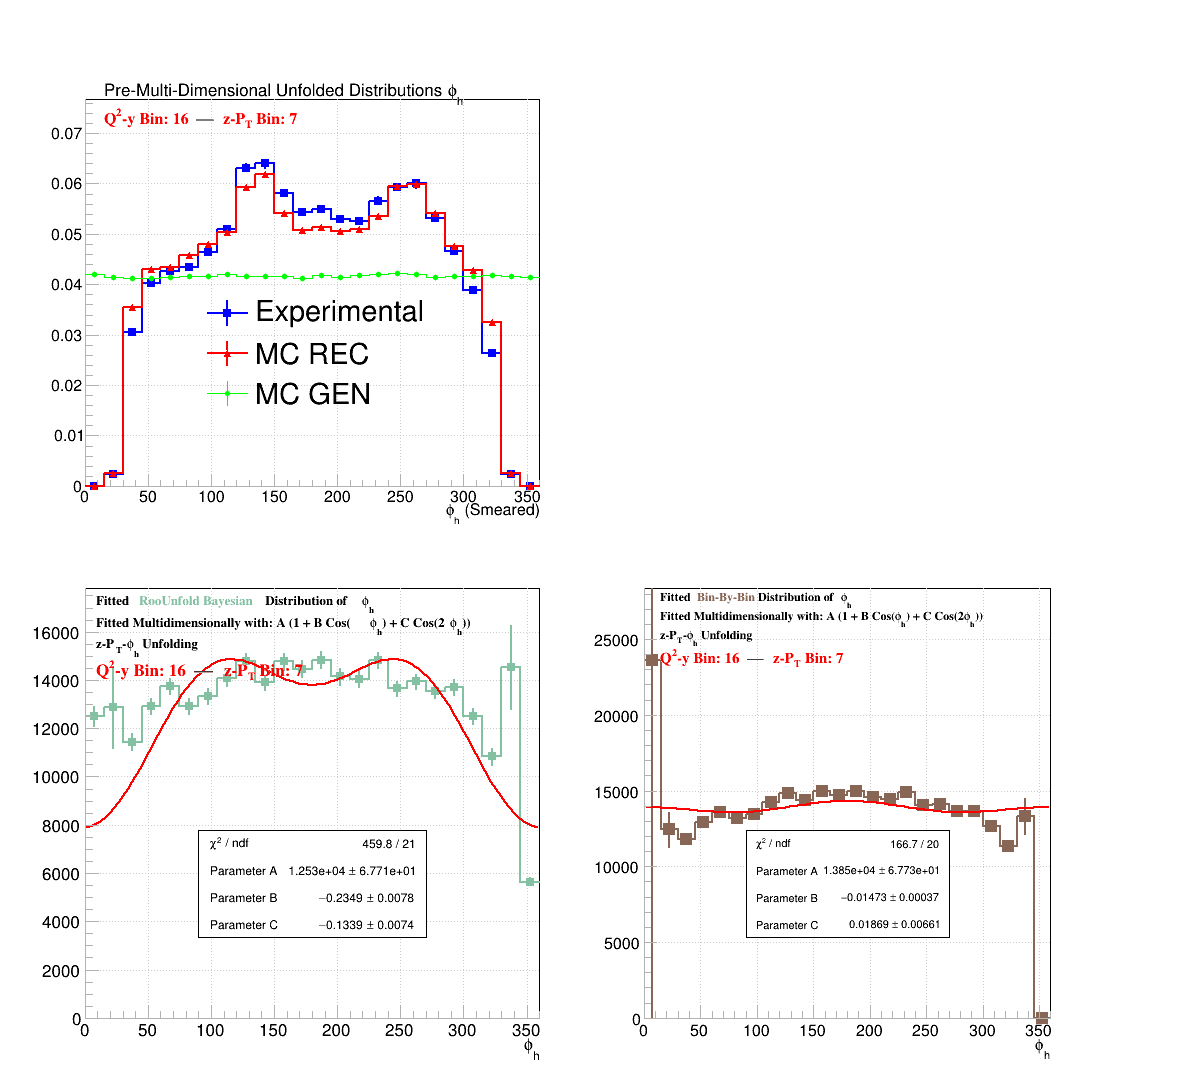 Pre-Multi-Dimensional Unfolded Distributions ϕh
Q2-y Bin: 16 — z-PT Bin: 7
0.07
0.06
0.05
0.04
0.03
0.02
0.01
0
Experimental
MC REC
MC GEN
0 50 100 150 200 250 300 350
ϕh (Smeared)
Fitted RooUnfold Bayesian Distribution of ϕh
Fitted Multidimensionally with: A (1 + B Cos( ϕh) + C Cos(2 ϕh))
z-PT-ϕh Unfolding
Q2-y Bin: 16 — z-PT Bin: 7
16000
14000
12000
10000
8000
6000
4000
2000
0
χ2 / ndf 459.8 / 21
Parameter A 1.253e+04 ± 6.771e+01
Parameter B −0.2349 ± 0.0078
Parameter C −0.1339 ± 0.0074
0 50 100 150 200 250 300 350
ϕh
Fitted Bin-By-Bin Distribution of ϕh
Fitted Multidimensionally with: A (1 + B Cos(ϕh) + C Cos(2ϕh))
z-PT-ϕh Unfolding
Q2-y Bin: 16 — z-PT Bin: 7
25000
20000
15000
10000
5000
0
χ2 / ndf 166.7 / 20
Parameter A 1.385e+04 ± 6.773e+01
Parameter B −0.01473 ± 0.00037
Parameter C 0.01869 ± 0.00661
0 50 100 150 200 250 300 350
ϕh